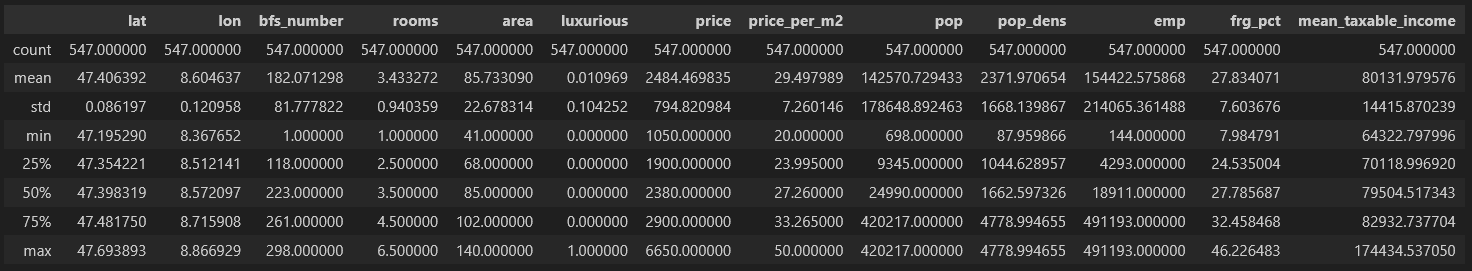 lat lon bfs_number rooms area luxurious price price_per_m2 pop pop_dens emp frg_pct mean_taxable_income
count 547.000000 547.000000 547.000000 547.000000 547.000000 547.000000 547.000000 547.000000 547.000000 547.000000 547.000000 547.000000 547.000000
mean 47.406392 8.604637 182.071298 3.433272 85.733090 0.010969 2484.469835 29.497989 142570.729433 2371.970654 154422.575868 27.834071 80131.979576
std 0.086197 0.120958 81.777822 0.940359 22.678314 0.104252 794.820984 7.260146 178648.892463 1668.139867 214065.361488 7.603676 14415.870239
min 47.195290 8.367652 1.000000 1.000000 41.000000 0.000000 1050.000000 20.000000 698.000000 87.959866 144.000000 7.984791 64322.797996
25% 47.354221 8.512141 118.000000 2.500000 68.000000 0.000000 1900.000000 23.995000 9345.000000 1044.628957 4293.000000 24.535004 70118.996920
50% 47.398319 8.572097 223.000000 3.500000 85.000000 0.000000 2380.000000 27.260000 24990.000000 1662.597326 18911.000000 27.785687 79504.517343
75% 47.481750 8.715908 261.000000 4.500000 102.000000 0.000000 2900.000000 33.265000 420217.000000 4778.994655 491193.000000 32.458468 82932.737704
max 47.693893 8.866929 298.000000 6.500000 140.000000 1.000000 6650.000000 50.000000 420217.000000 4778.994655 491193.000000 46.226483 174434.537050